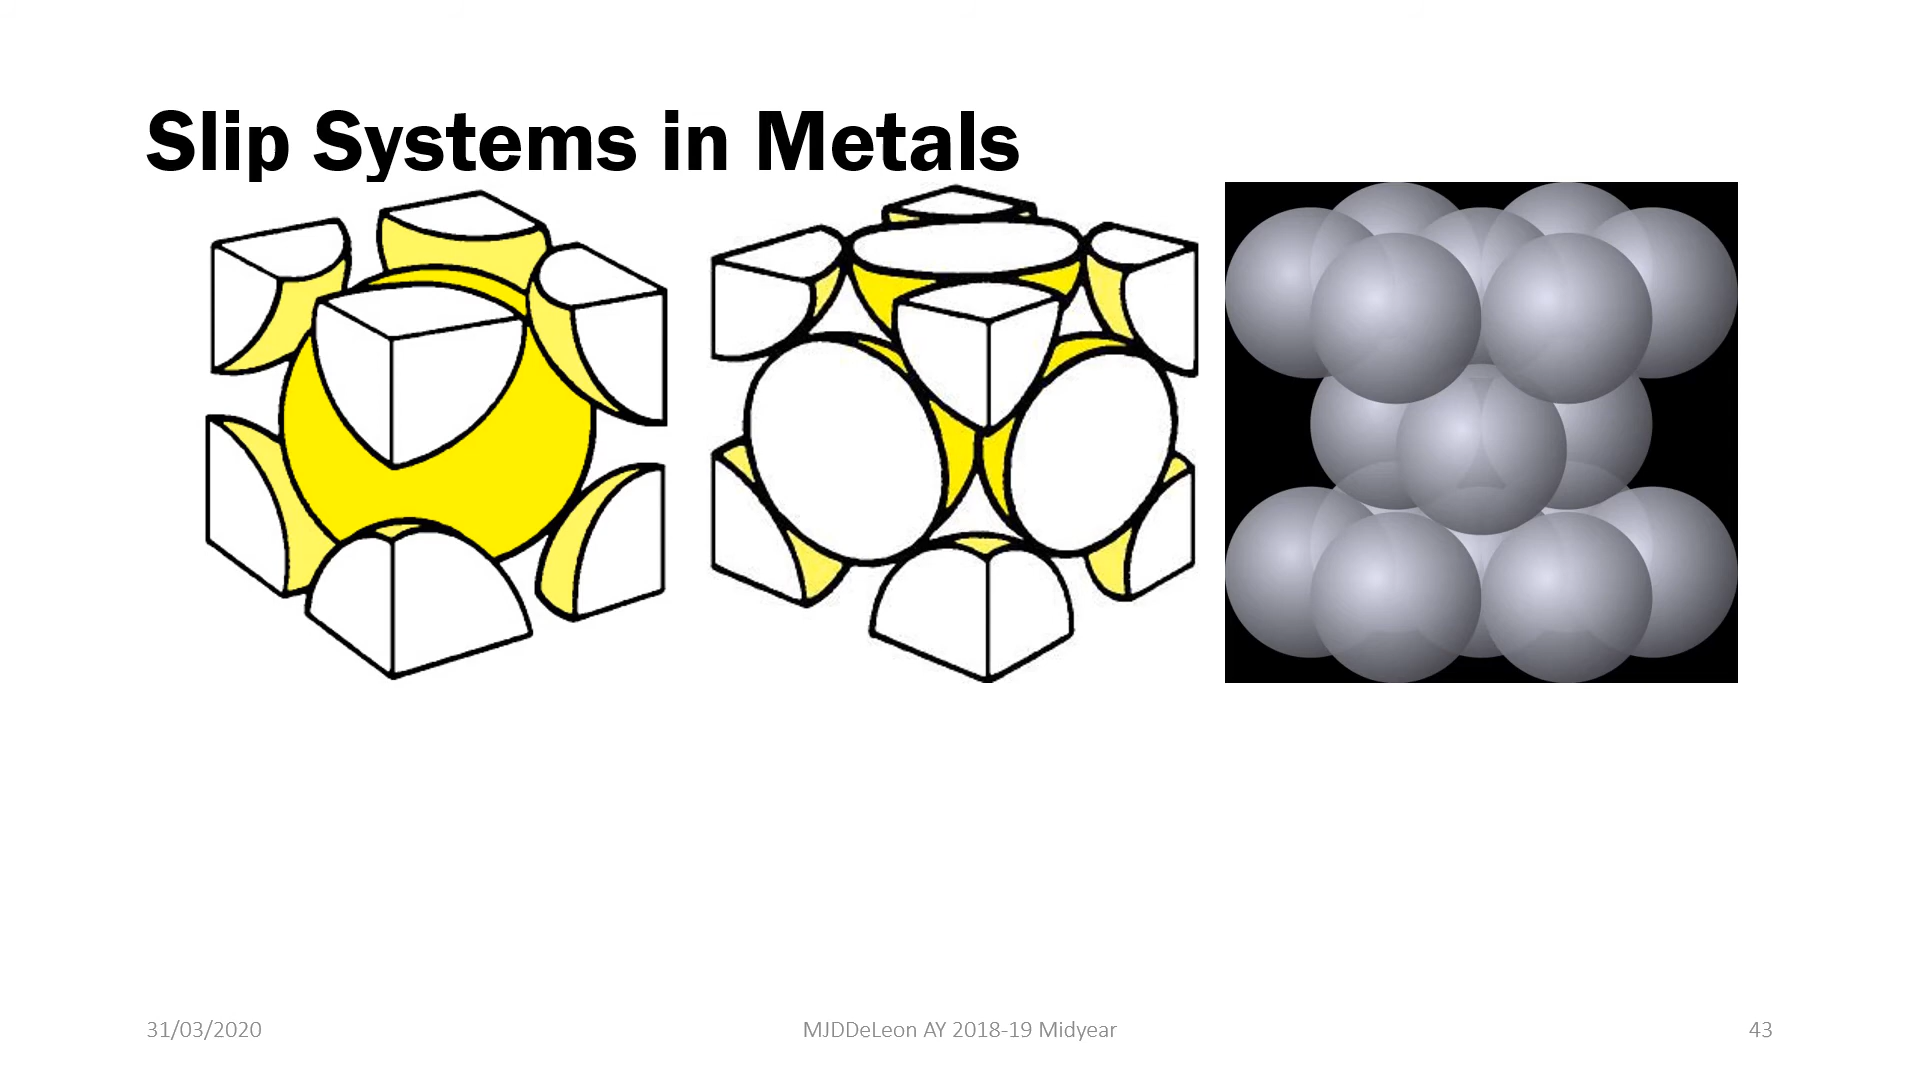 Slip Systems in Metals
31/03/2020
MJDDeLeon AY 2018-19 Midyear
43